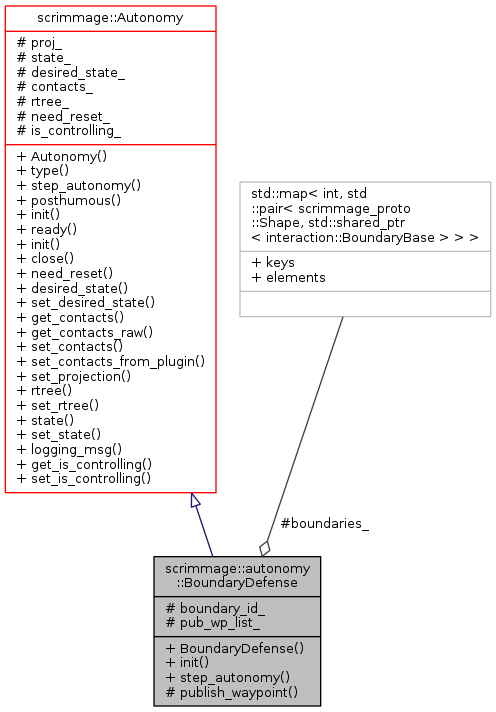 scrimmage::Autonomy
# proj_
# state_
# desired_state_
# contacts_
# rtree_
# need_reset_
# is_controlling_
+ Autonomy()
+ type()
+ step_autonomy()
+ posthumous()
+ init()
+ ready()
+ init()
+ close()
+ need_reset()
+ desired_state()
+ set_desired_state()
+ get_contacts()
+ get_contacts_raw()
+ set_contacts()
+ set_contacts_from_plugin()
+ set_projection()
+ rtree()
+ set_rtree()
+ state()
+ set_state()
+ logging_msg()
+ get_is_controlling()
+ set_is_controlling()
std::map< int, std
::pair< scrimmage_proto
::Shape, std::shared_ptr
< interaction::BoundaryBase > > >
+ keys
+ elements
#boundaries_
scrimmage::autonomy
::BoundaryDefense
# boundary_id_
# pub_wp_list_
+ BoundaryDefense()
+ init()
+ step_autonomy()
# publish_waypoint()